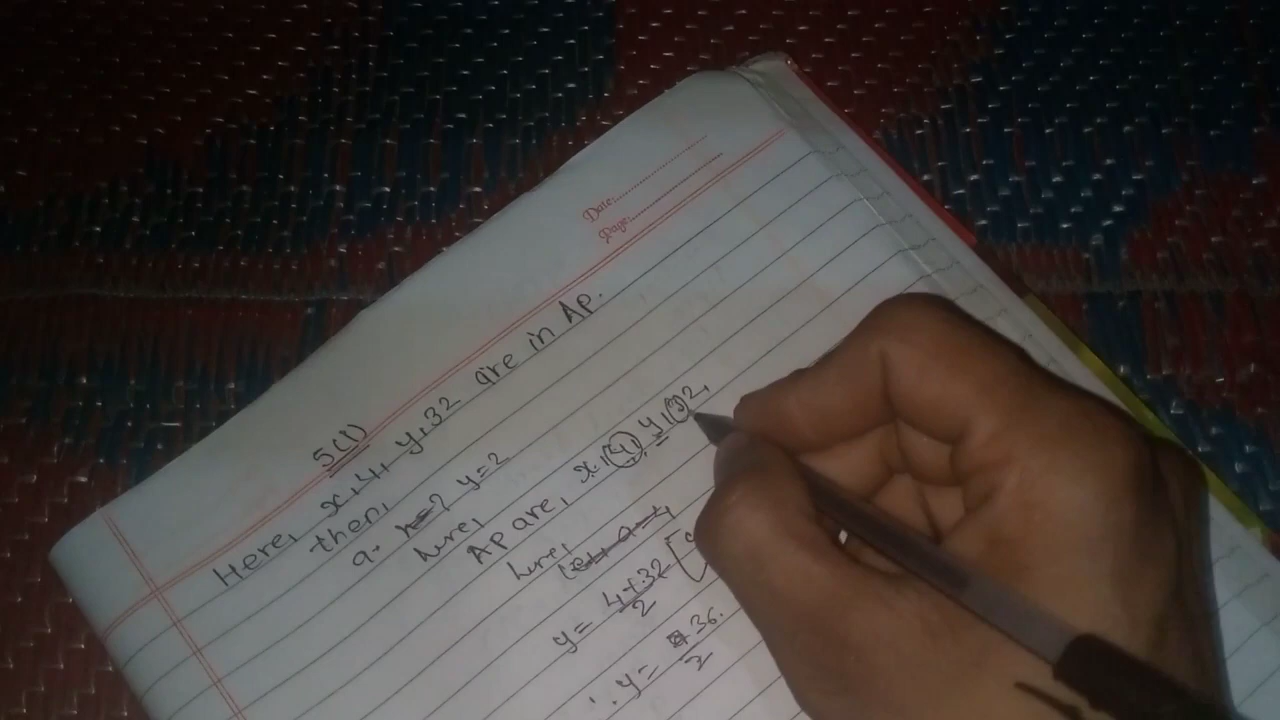 Date:
Page:
5(1)
Here, x, 4, y, 32 are in Ap.
then,
a. y=2
here,
AP are, x, 4, y, 32,
here,
y= 4+32/2
∴ y= 36./2